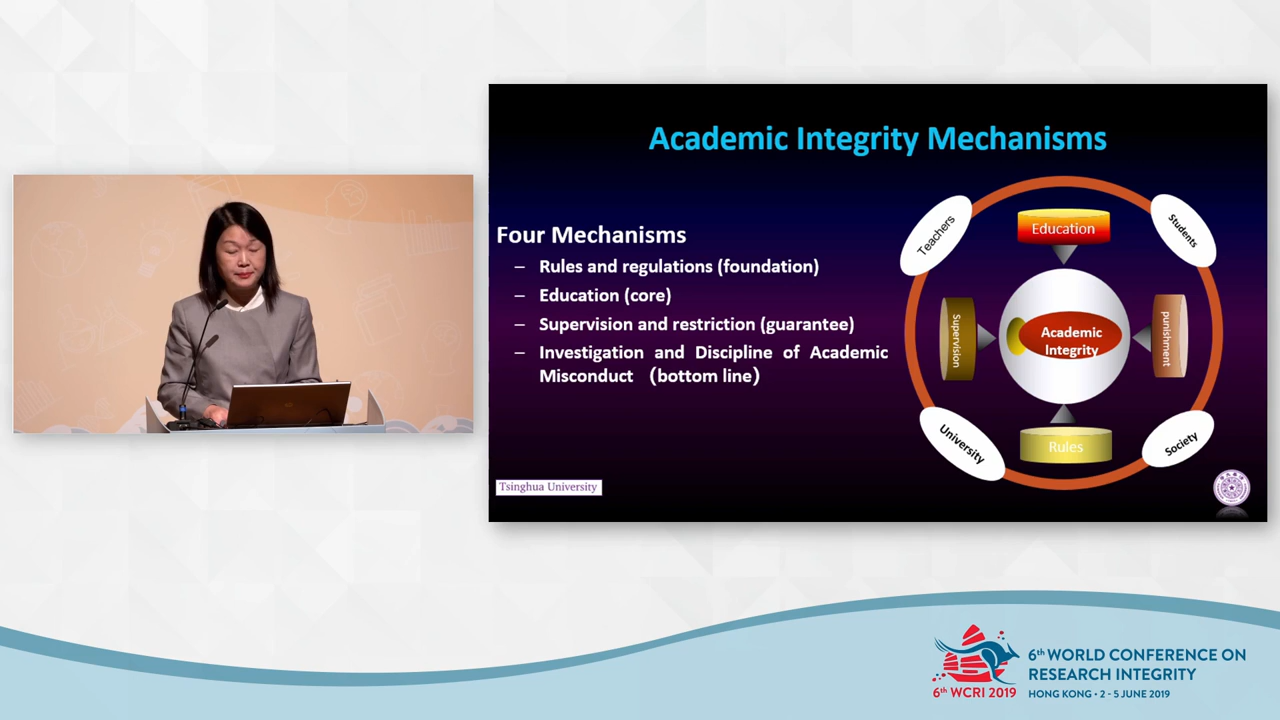 Academic Integrity Mechanisms
Four Mechanisms
– Rules and regulations (foundation)
– Education (core)
– Supervision and restriction (guarantee)
– Investigation and Discipline of Academic
Misconduct （bottom line）
Teachers
Education
Students
Supervision
Academic
Integrity
punishment
University
Rules
Society
Tsinghua University
6th WCRI 2019
6th WORLD CONFERENCE ON
RESEARCH INTEGRITY
HONG KONG • 2 - 5 JUNE 2019